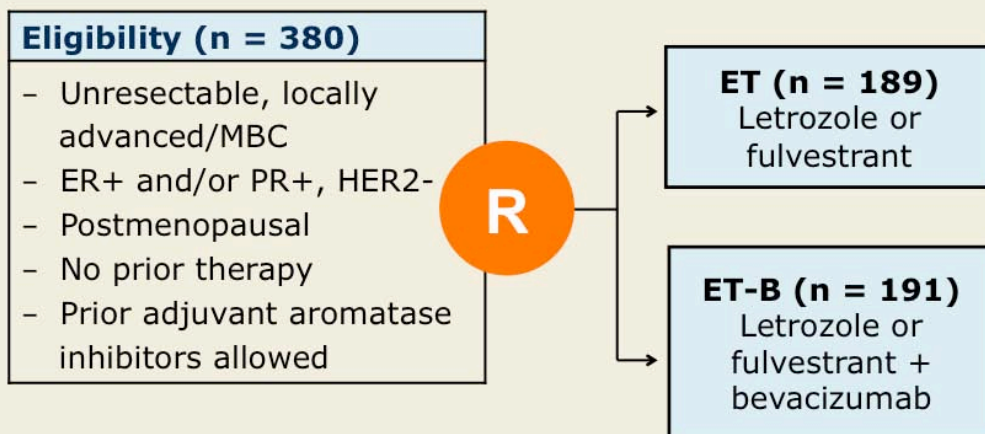 Eligibility (n = 380)
– Unresectable, locally
advanced/MBC
– ER+ and/or PR+, HER2-
– Postmenopausal
– No prior therapy
– Prior adjuvant aromatase
inhibitors allowed
R
ET (n = 189)
Letrozole or
fulvestrant
ET-B (n = 191)
Letrozole or
fulvestrant +
bevacizumab